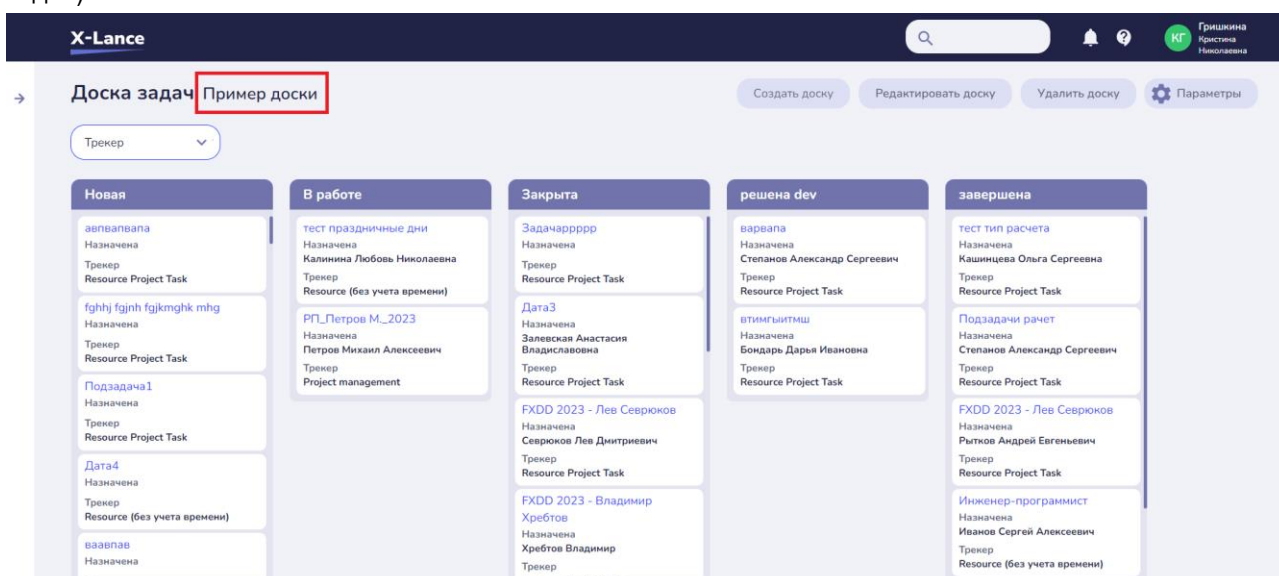 X-Lance
КГ
Гришкина
Кристина
Николаевна
Доска задач Пример доски
Создать доску
Редактировать доску
Удалить доску
Параметры
Трекер
Новая
авпвапвапа
Назначена
Трекер
Resource Project Task
fghhj fgjnh fgjkmghk mhg
Назначена
Трекер
Resource Project Task
Подзадача1
Назначена
Трекер
Resource Project Task
Дата4
Назначена
Трекер
Resource (без учета времени)
ваавпав
Назначена
В работе
тест праздничные дни
Назначена
Калинина Любовь Николаевна
Трекер
Resource (без учета времени)
РП_Петров М._2023
Назначена
Петров Михаил Алексеевич
Трекер
Project management
Закрыта
Задачаррррр
Назначена
Трекер
Resource Project Task
Дата3
Назначена
Залевская Анастасия
Владиславовна
Трекер
Resource Project Task
FXDD 2023 - Лев Севрюков
Назначена
Севрюков Лев Дмитриевич
Трекер
Resource Project Task
FXDD 2023 - Владимир
Хребтов
Назначена
Хребтов Владимир
Трекер
решена dev
варвапа
Назначена
Степанов Александр Сергеевич
Трекер
Resource Project Task
втимгыитмш
Назначена
Бондарь Дарья Ивановна
Трекер
Resource Project Task
завершена
тест тип расчета
Назначена
Кашинцева Ольга Сергеевна
Трекер
Resource Project Task
Подзадачи рачет
Назначена
Степанов Александр Сергеевич
Трекер
Resource Project Task
FXDD 2023 - Лев Севрюков
Назначена
Рытков Андрей Евгеньевич
Трекер
Resource Project Task
Инженер-программист
Назначена
Иванов Сергей Алексеевич
Трекер
Resource (без учета времени)